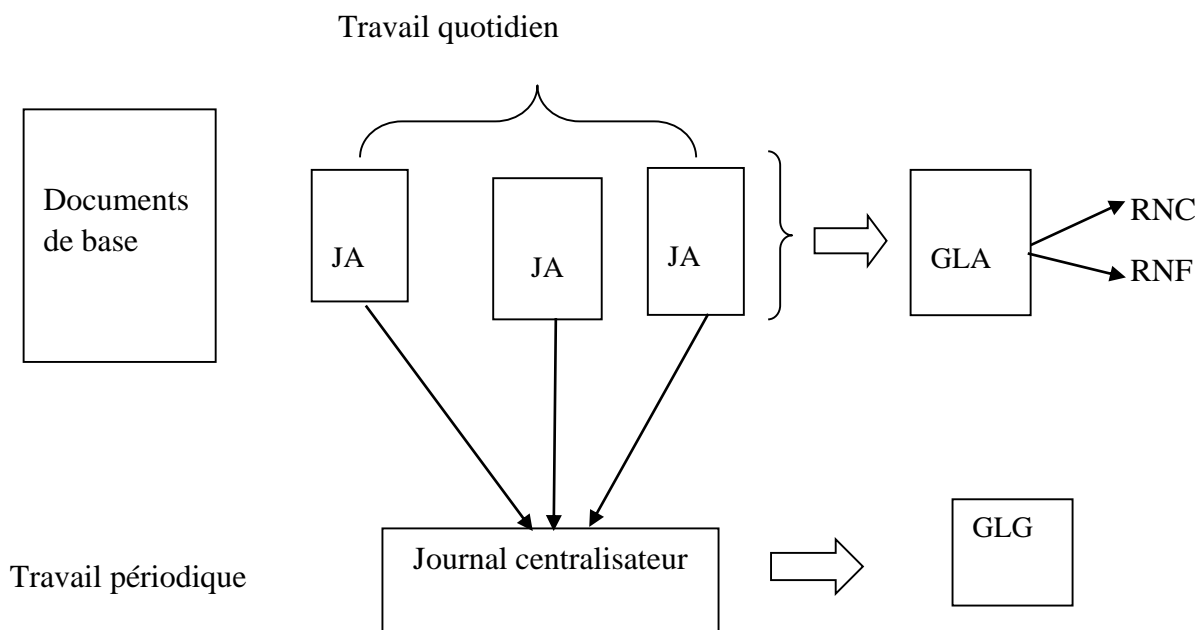 Travail quotidien
Documents
de base
JA
JA
JA
GLA
RNC
RNF
Journal centralisateur
GLG
Travail périodique